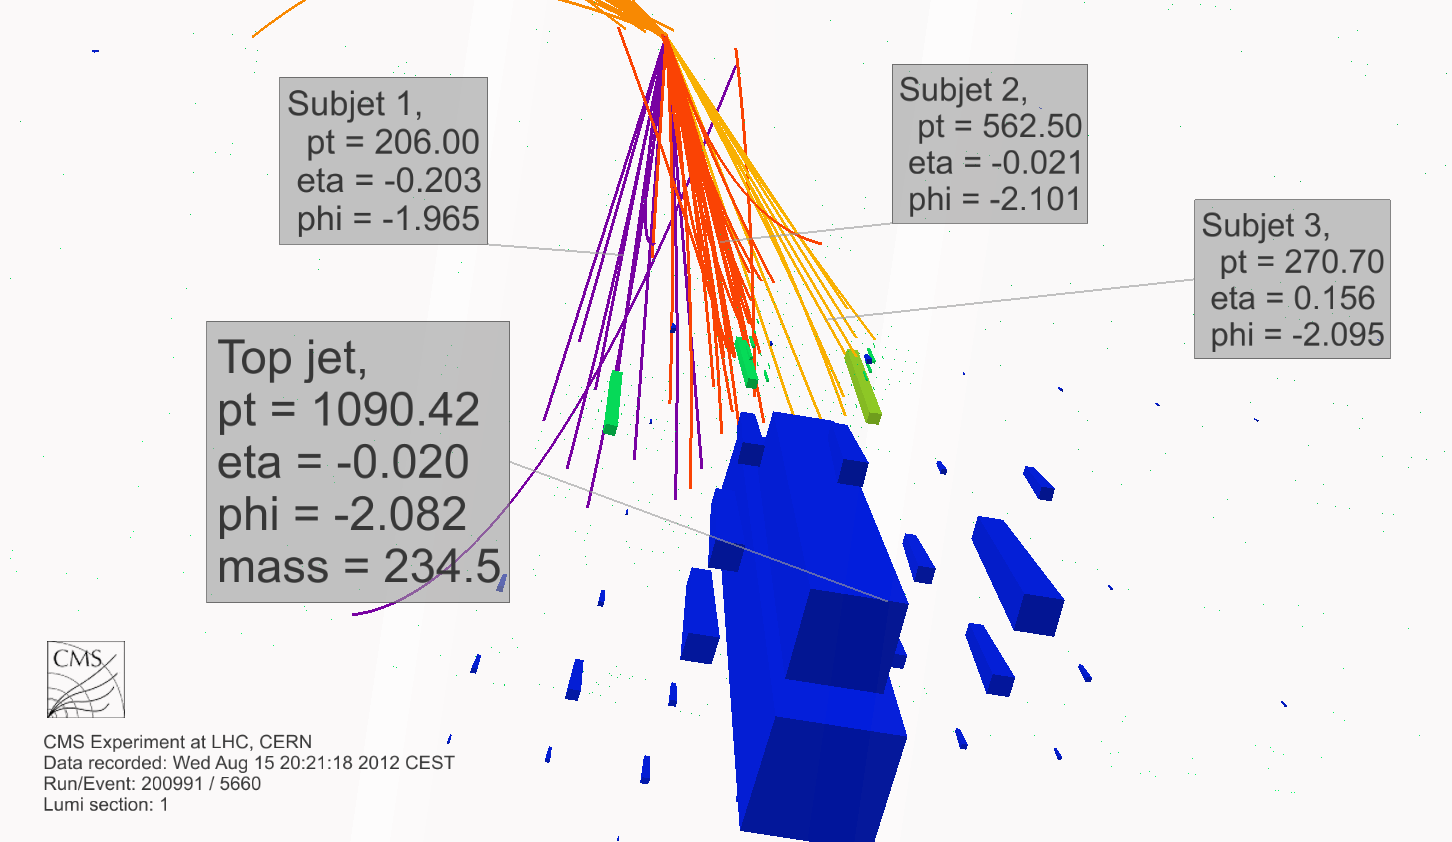 Subjet 1,
pt = 206.00
eta = -0.203
phi = -1.965
Subjet 2,
pt = 562.50
eta = -0.021
phi = -2.101
Subjet 3,
pt = 270.70
eta = 0.156
phi = -2.095
Top jet,
pt = 1090.42
eta = -0.020
phi = -2.082
mass = 234.5
CMS
CMS Experiment at LHC, CERN
Data recorded: Wed Aug 15 20:21:18 2012 CEST
Run/Event: 200991 / 5660
Lumi section: 1